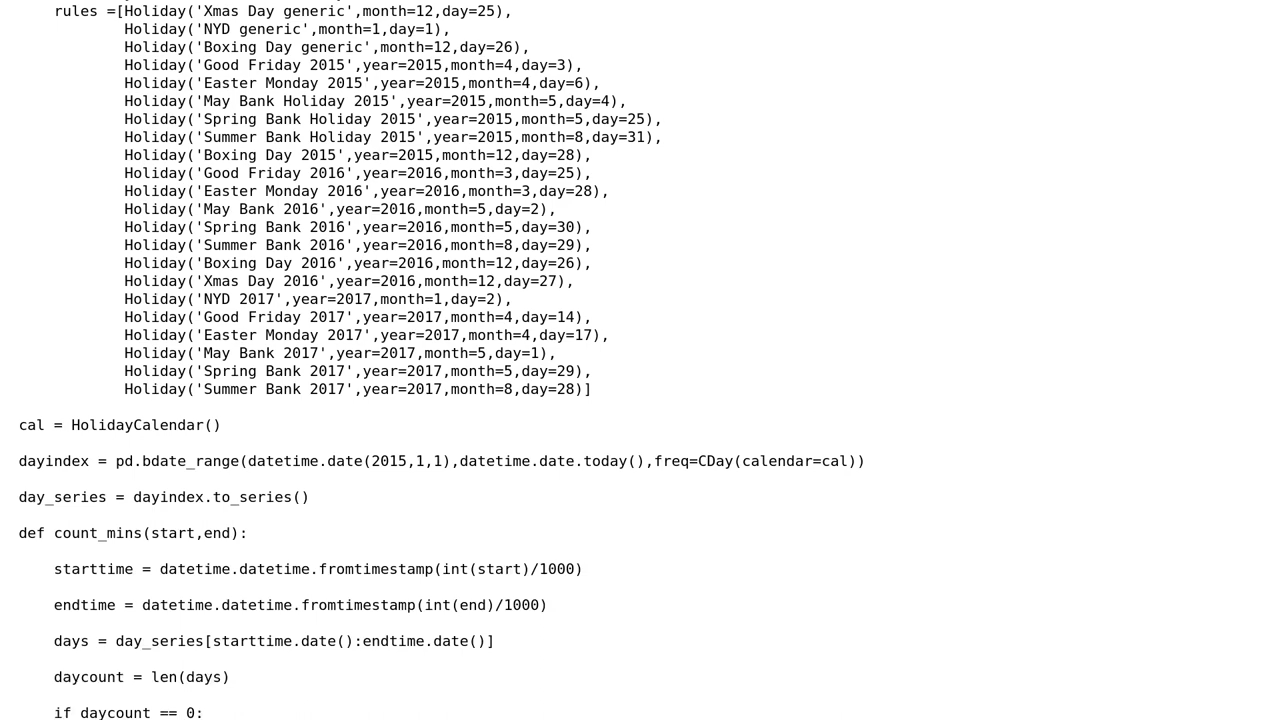 rules =[Holiday('Xmas Day generic',month=12,day=25),
Holiday('NYD generic',month=1,day=1),
Holiday('Boxing Day generic',month=12,day=26),
Holiday('Good Friday 2015',year=2015,month=4,day=3),
Holiday('Easter Monday 2015',year=2015,month=4,day=6),
Holiday('May Bank Holiday 2015',year=2015,month=5,day=4),
Holiday('Spring Bank Holiday 2015',year=2015,month=5,day=25),
Holiday('Summer Bank Holiday 2015',year=2015,month=8,day=31),
Holiday('Boxing Day 2015',year=2015,month=12,day=28),
Holiday('Good Friday 2016',year=2016,month=3,day=25),
Holiday('Easter Monday 2016',year=2016,month=3,day=28),
Holiday('May Bank 2016',year=2016,month=5,day=2),
Holiday('Spring Bank 2016',year=2016,month=5,day=30),
Holiday('Summer Bank 2016',year=2016,month=8,day=29),
Holiday('Boxing Day 2016',year=2016,month=12,day=26),
Holiday('Xmas Day 2016',year=2016,month=12,day=27),
Holiday('NYD 2017',year=2017,month=1,day=2),
Holiday('Good Friday 2017',year=2017,month=4,day=14),
Holiday('Easter Monday 2017',year=2017,month=4,day=17),
Holiday('May Bank 2017',year=2017,month=5,day=1),
Holiday('Spring Bank 2017',year=2017,month=5,day=29),
Holiday('Summer Bank 2017',year=2017,month=8,day=28)]
cal = HolidayCalendar()
dayindex = pd.bdate_range(datetime.date(2015,1,1),datetime.date.today(),freq=CDay(calendar=cal))
day_series = dayindex.to_series()
def count_mins(start,end):
starttime = datetime.datetime.fromtimestamp(int(start)/1000)
endtime = datetime.datetime.fromtimestamp(int(end)/1000)
days = day_series[starttime.date():endtime.date()]
daycount = len(days)
if daycount == 0: